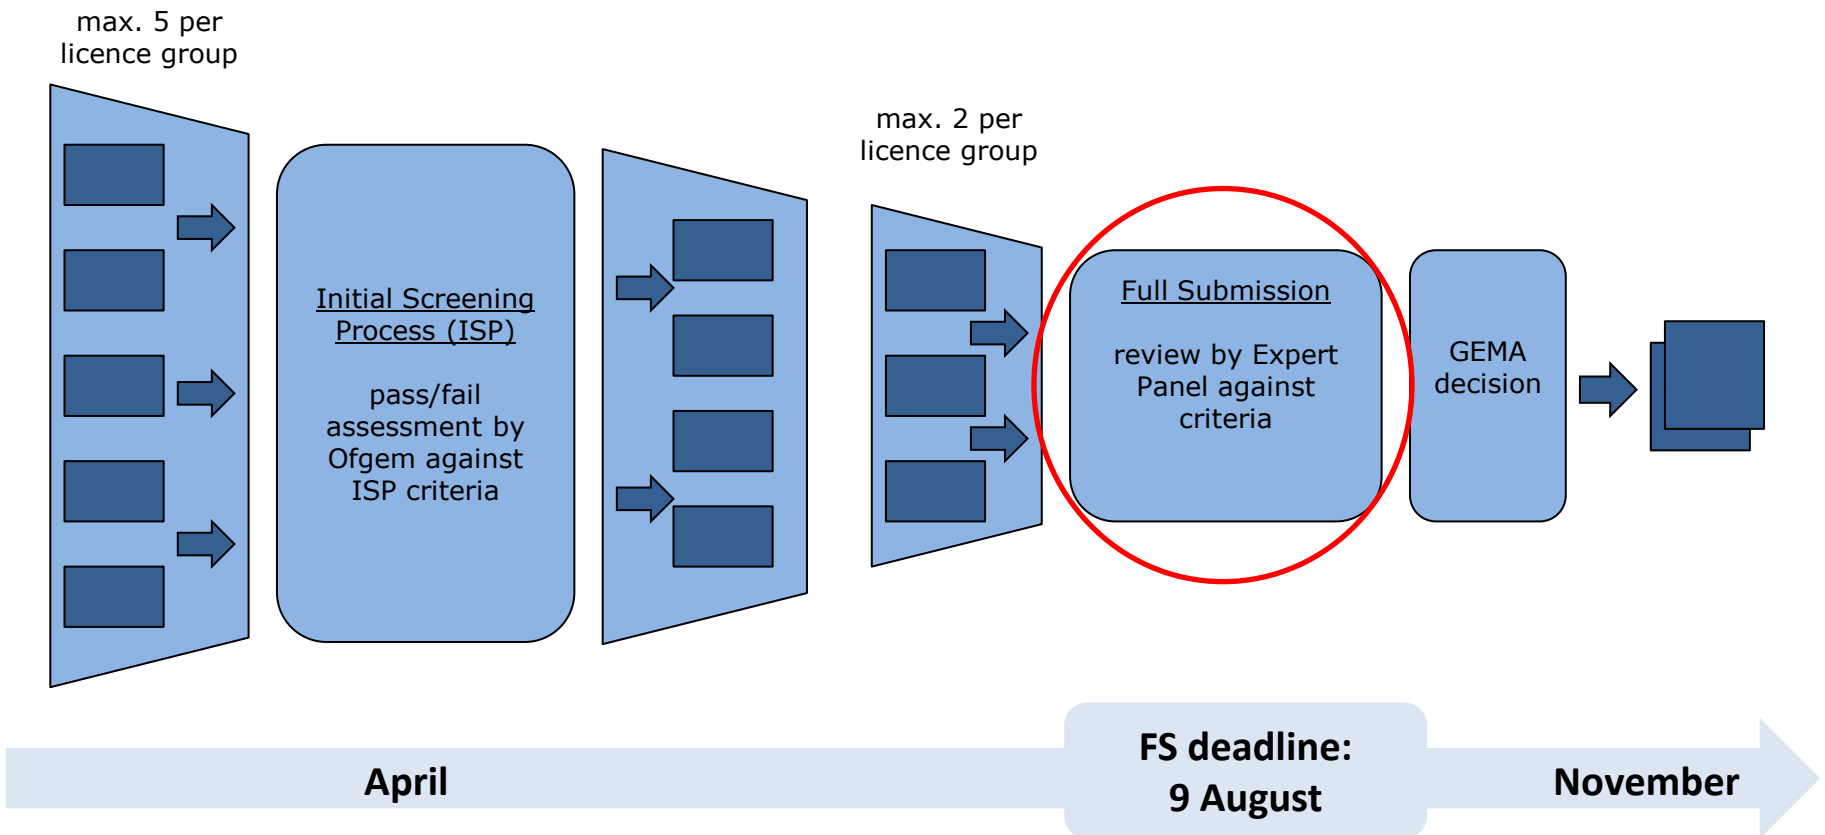 max. 5 per
licence group
Initial Screening
Process (ISP)
pass/fail
assessment by
Ofgem against
ISP criteria
max. 2 per
licence group
Full Submission
review by Expert
Panel against
criteria
GEMA
decision
April
FS deadline:
9 August
November